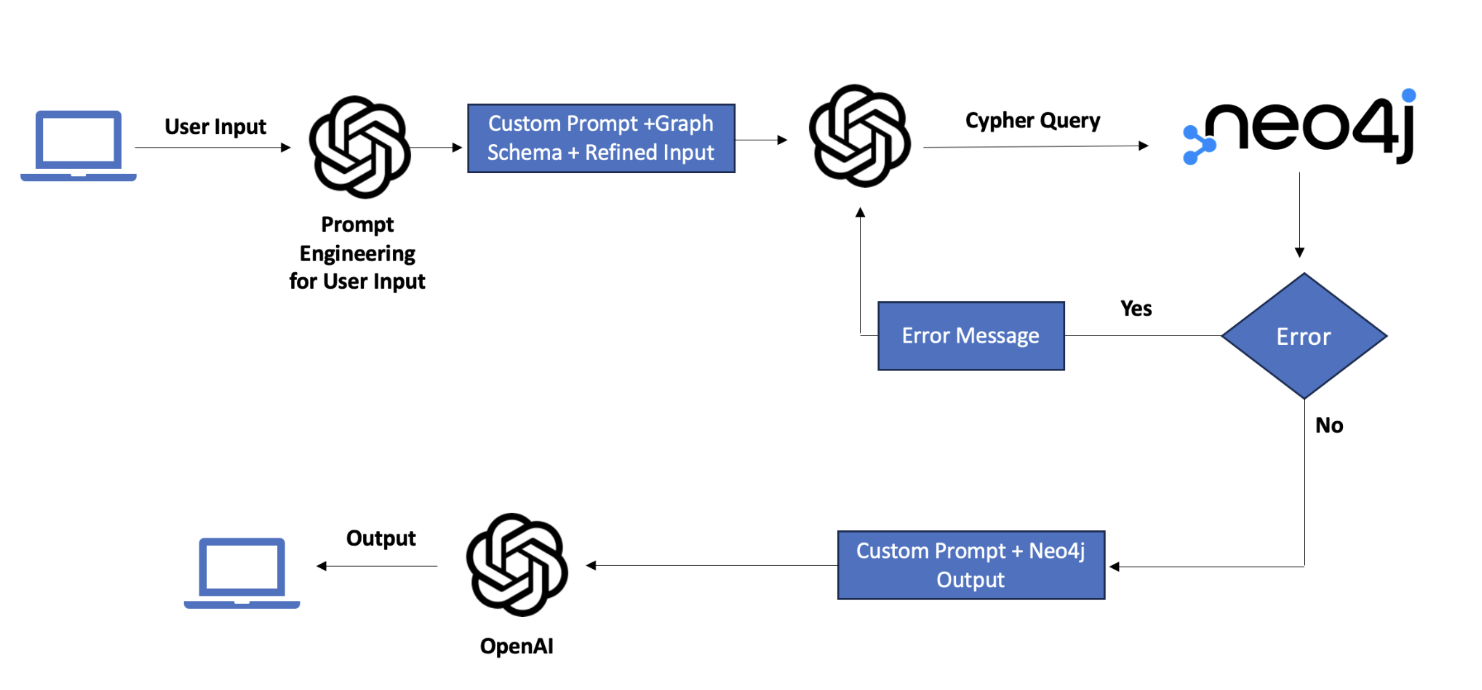 User Input
Prompt
Engineering
for User Input
Custom Prompt +Graph
Schema + Refined Input
Cypher Query
neo4j
Error
Yes
Error Message
No
Custom Prompt + Neo4j
Output
OpenAI
Output